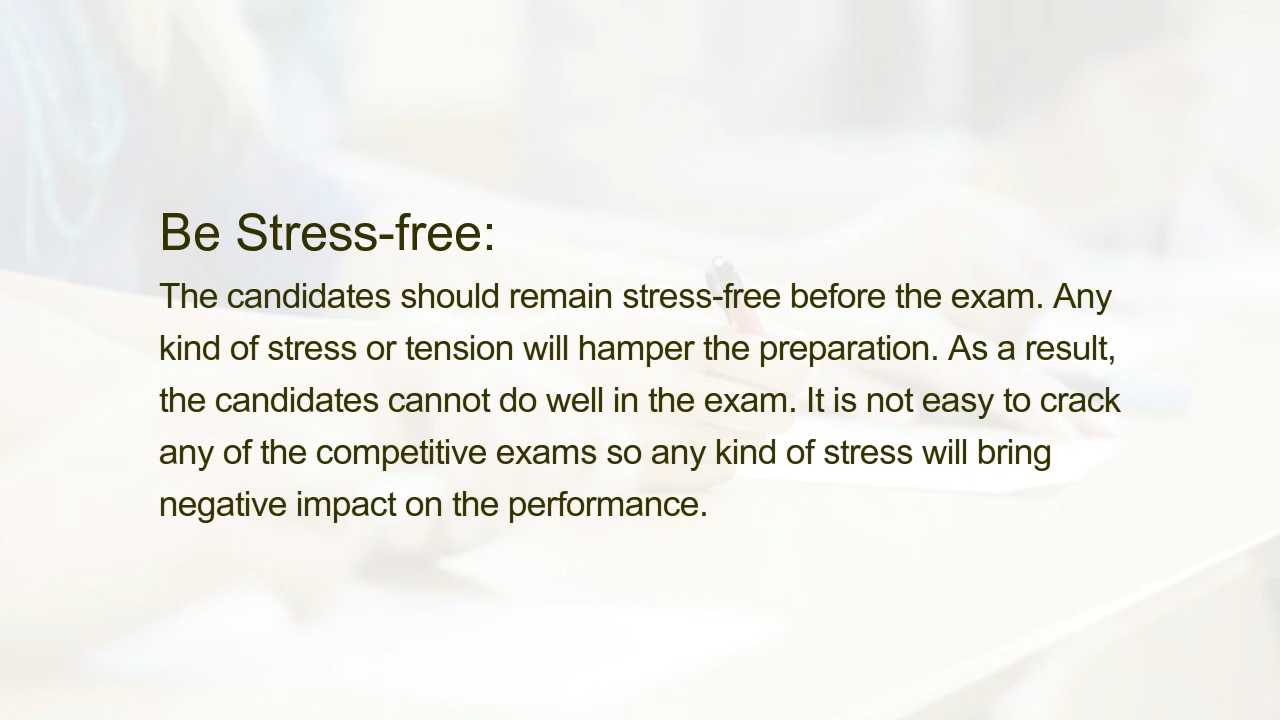 Be Stress-free:
The candidates should remain stress-free before the exam. Any
kind of stress or tension will hamper the preparation. As a result,
the candidates cannot do well in the exam. It is not easy to crack
any of the competitive exams so any kind of stress will bring
negative impact on the performance.